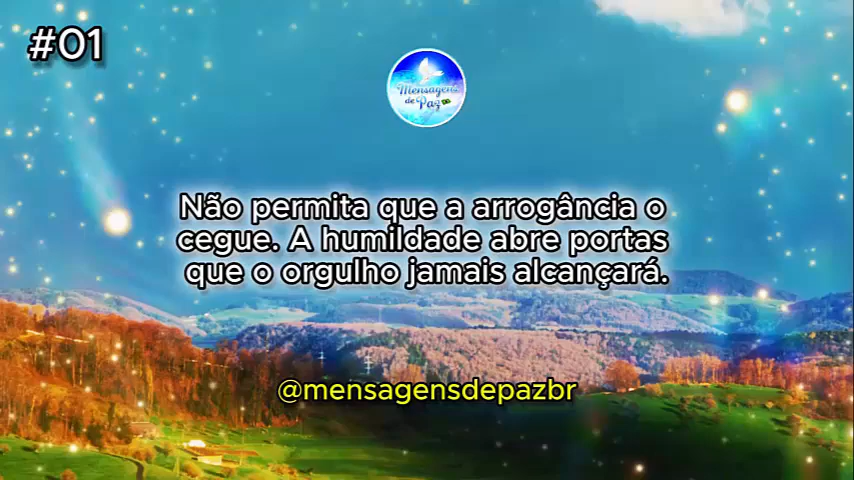 #01
Mensagens
de Paz
Não permita que a arrogância o
cegue. A humildade abre portas
que o orgulho jamais alcançará.
@mensagensdepazbr